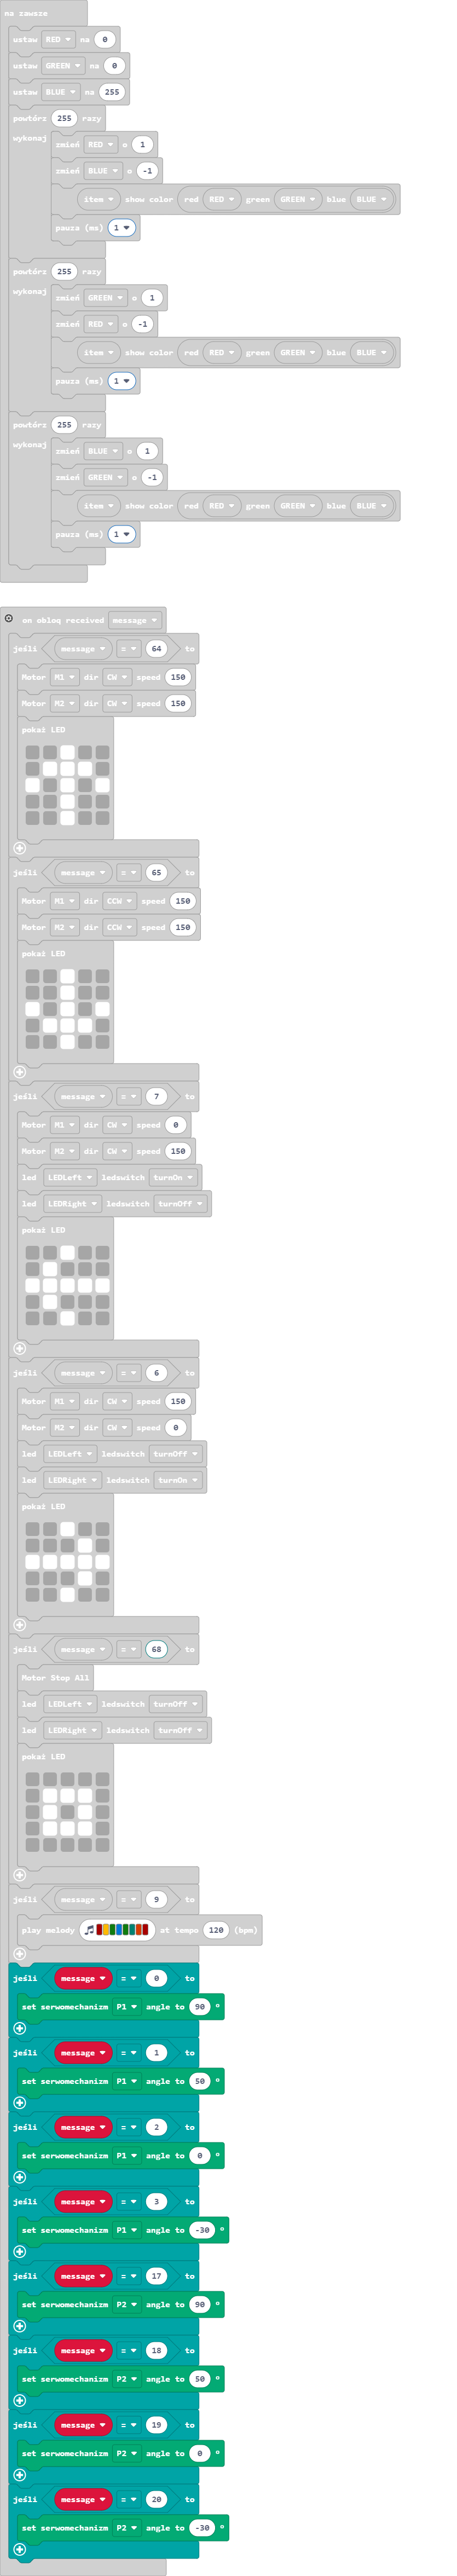 na zawsze
ustaw RED na 0
ustaw GREEN na 0
ustaw BLUE na 255
powtórz 255 razy
wykonaj
zmień RED o 1
zmień BLUE o -1
item show color red RED green GREEN blue BLUE
pauza (ms) 1
powtórz 255 razy
wykonaj
zmień GREEN o 1
zmień RED o -1
item show color red RED green GREEN blue BLUE
pauza (ms) 1
powtórz 255 razy
wykonaj
zmień BLUE o 1
zmień GREEN o -1
item show color red RED green GREEN blue BLUE
pauza (ms) 1
on obloq received message
jeśli message = 64 to
Motor M1 dir CW speed 150
Motor M2 dir CW speed 150
pokaż LED
jeśli message = 65 to
Motor M1 dir CCW speed 150
Motor M2 dir CCW speed 150
pokaż LED
jeśli message = 7 to
Motor M1 dir CW speed 0
Motor M2 dir CW speed 150
led LEDLeft ledswitch turnOn
led LEDRight ledswitch turnOff
pokaż LED
jeśli message = 6 to
Motor M1 dir CW speed 150
Motor M2 dir CW speed 0
led LEDLeft ledswitch turnOff
led LEDRight ledswitch turnOn
pokaż LED
jeśli message = 68 to
Motor Stop All
led LEDLeft ledswitch turnOff
led LEDRight ledswitch turnOff
pokaż LED
jeśli message = 9 to
play melody at tempo 120 (bpm)
jeśli message = 0 to
set serwomechanizm P1 angle to 90 °
jeśli message = 1 to
set serwomechanizm P1 angle to 50 °
jeśli message = 2 to
set serwomechanizm P1 angle to 0 °
jeśli message = 3 to
set serwomechanizm P1 angle to -30 °
jeśli message = 17 to
set serwomechanizm P2 angle to 90 °
jeśli message = 18 to
set serwomechanizm P2 angle to 50 °
jeśli message = 19 to
set serwomechanizm P2 angle to 0 °
jeśli message = 20 to
set serwomechanizm P2 angle to -30 °